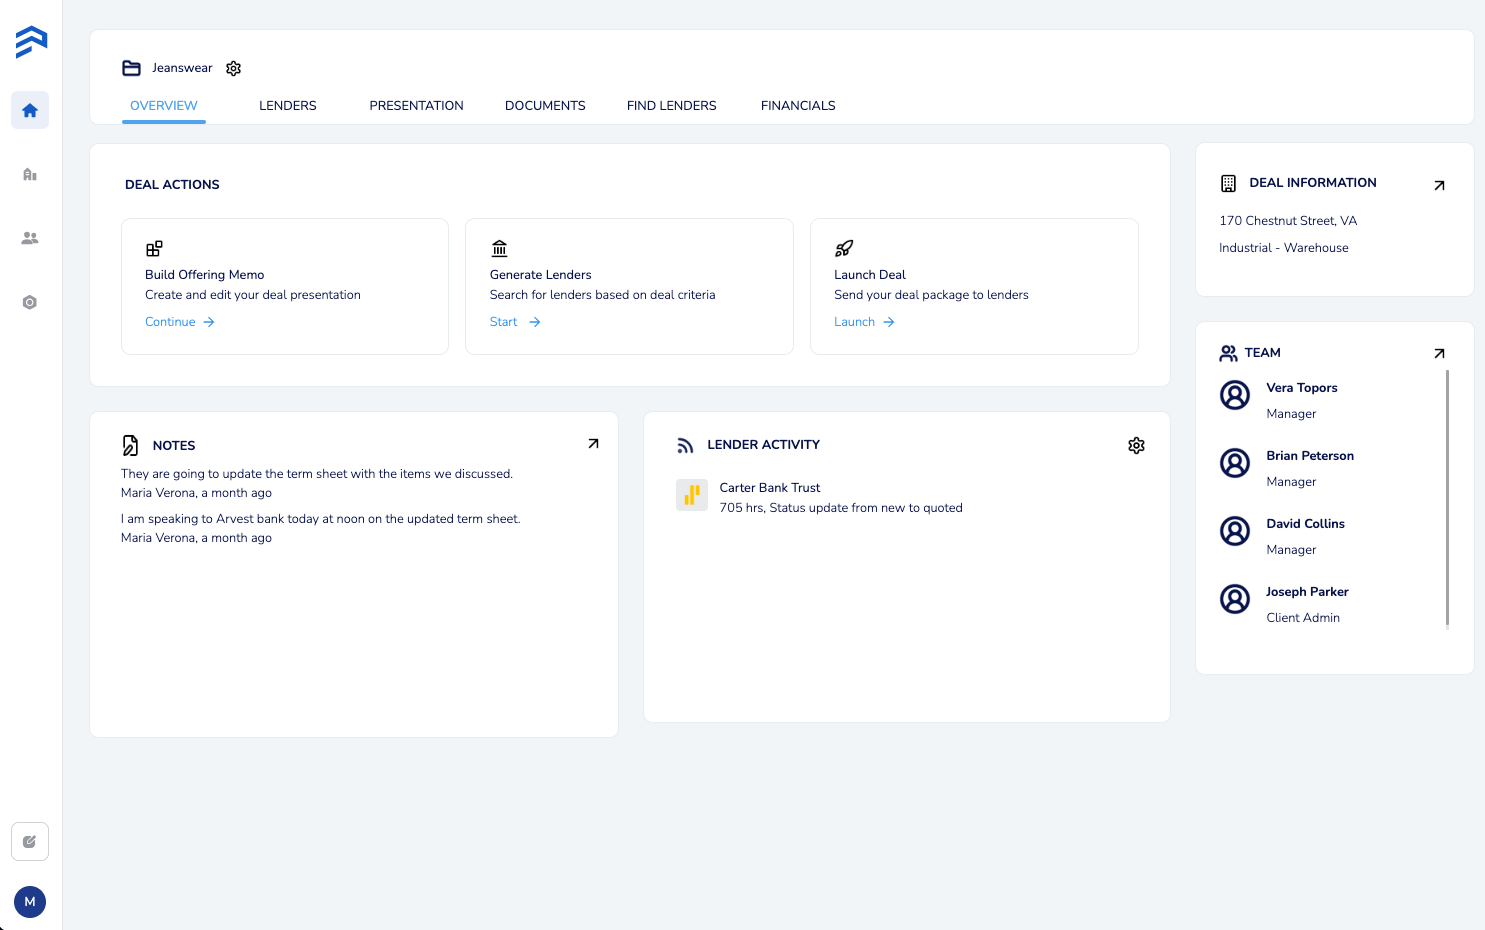 Jeanswear
OVERVIEW LENDERS PRESENTATION DOCUMENTS FIND LENDERS FINANCIALS
DEAL ACTIONS
Build Offering Memo
Create and edit your deal presentation
Continue
Generate Lenders
Search for lenders based on deal criteria
Start
Launch Deal
Send your deal package to lenders
Launch
NOTES
They are going to update the term sheet with the items we discussed.
Maria Verona, a month ago
I am speaking to Arvest bank today at noon on the updated term sheet.
Maria Verona, a month ago
LENDER ACTIVITY
Carter Bank Trust
705 hrs, Status update from new to quoted
DEAL INFORMATION
170 Chestnut Street, VA
Industrial - Warehouse
TEAM
Vera Topors
Manager
Brian Peterson
Manager
David Collins
Manager
Joseph Parker
Client Admin
M